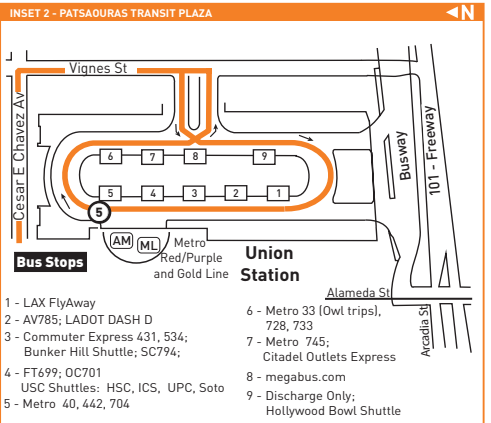 INSET 2 - PATSAOURAS TRANSIT PLAZA
N
Vignes St
Cesar E Chavez Av
6 7 8 9
5 4 3 2 1
5
Busway
101 - Freeway
AM ML
Metro
Red/Purple
and Gold Line
Union
Station
Bus Stops
Alameda St
Arcadia St
1 - LAX FlyAway
2 - AV785; LADOT DASH D
3 - Commuter Express 431, 534;
Bunker Hill Shuttle; SC794;
4 - FT699; OC701
USC Shuttles: HSC, ICS, UPC, Soto
5 - Metro 40, 442, 704
6 - Metro 33 (Owl trips),
728, 733
7 - Metro 745;
Citadel Outlets Express
8 - megabus.com
9 - Discharge Only;
Hollywood Bowl Shuttle